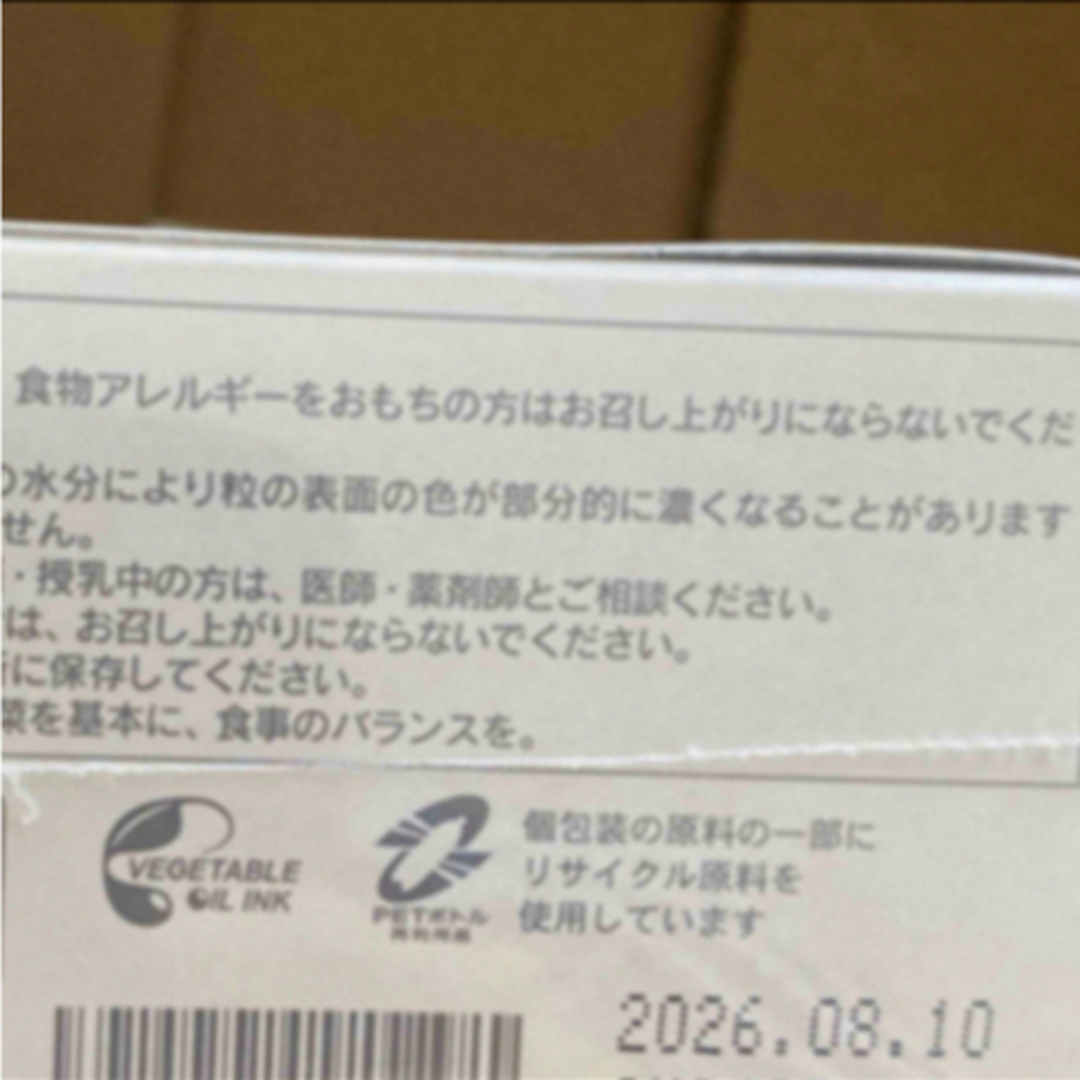 食物アレルギーをおもちの方はお召し上がりにならないでくだ
の水分により粒の表面の色が部分的に濃くなることがあります
せん。
・授乳中の方は、医師・薬剤師とご相談ください。
は、お召し上がりにならないでください。
に保存してください。
菜を基本に、食事のバランスを。
VEGETABLE
OIL INK
PETボトル
再利用品
個包装の原料の一部に
リサイクル原料を
使用しています
2026.08.10